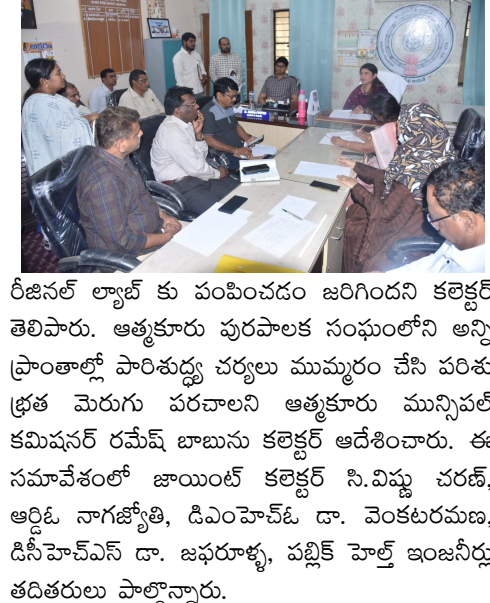 రీజినల్ ల్యాబ్ కు పంపించడం జరిగిందని కలెక్టర్
తెలిపారు. ఆత్మకూరు పురపాలక సంఘంలోని అన్ని
ప్రాంతాల్లో పారిశుద్ధ్య చర్యలు ముమ్మరం చేసి పరిశు
భ్రత మెరుగు పరచాలని ఆత్మకూరు మున్సిపల్
కమిషనర్ రమేష్ బాబును కలెక్టర్ ఆదేశించారు. ఈ
సమావేశంలో జాయింట్ కలెక్టర్ సి.విష్ణు చరణ్,
ఆర్డిఓ నాగజ్యోతి, డిఎంహెచ్ఓ డా. వెంకటరమణ,
డిసీహెచ్ఎస్ డా. జఫరూళ్ళ, పబ్లిక్ హెల్త్ ఇంజనీర్లు
తదితరులు పాల్గొన్నారు.